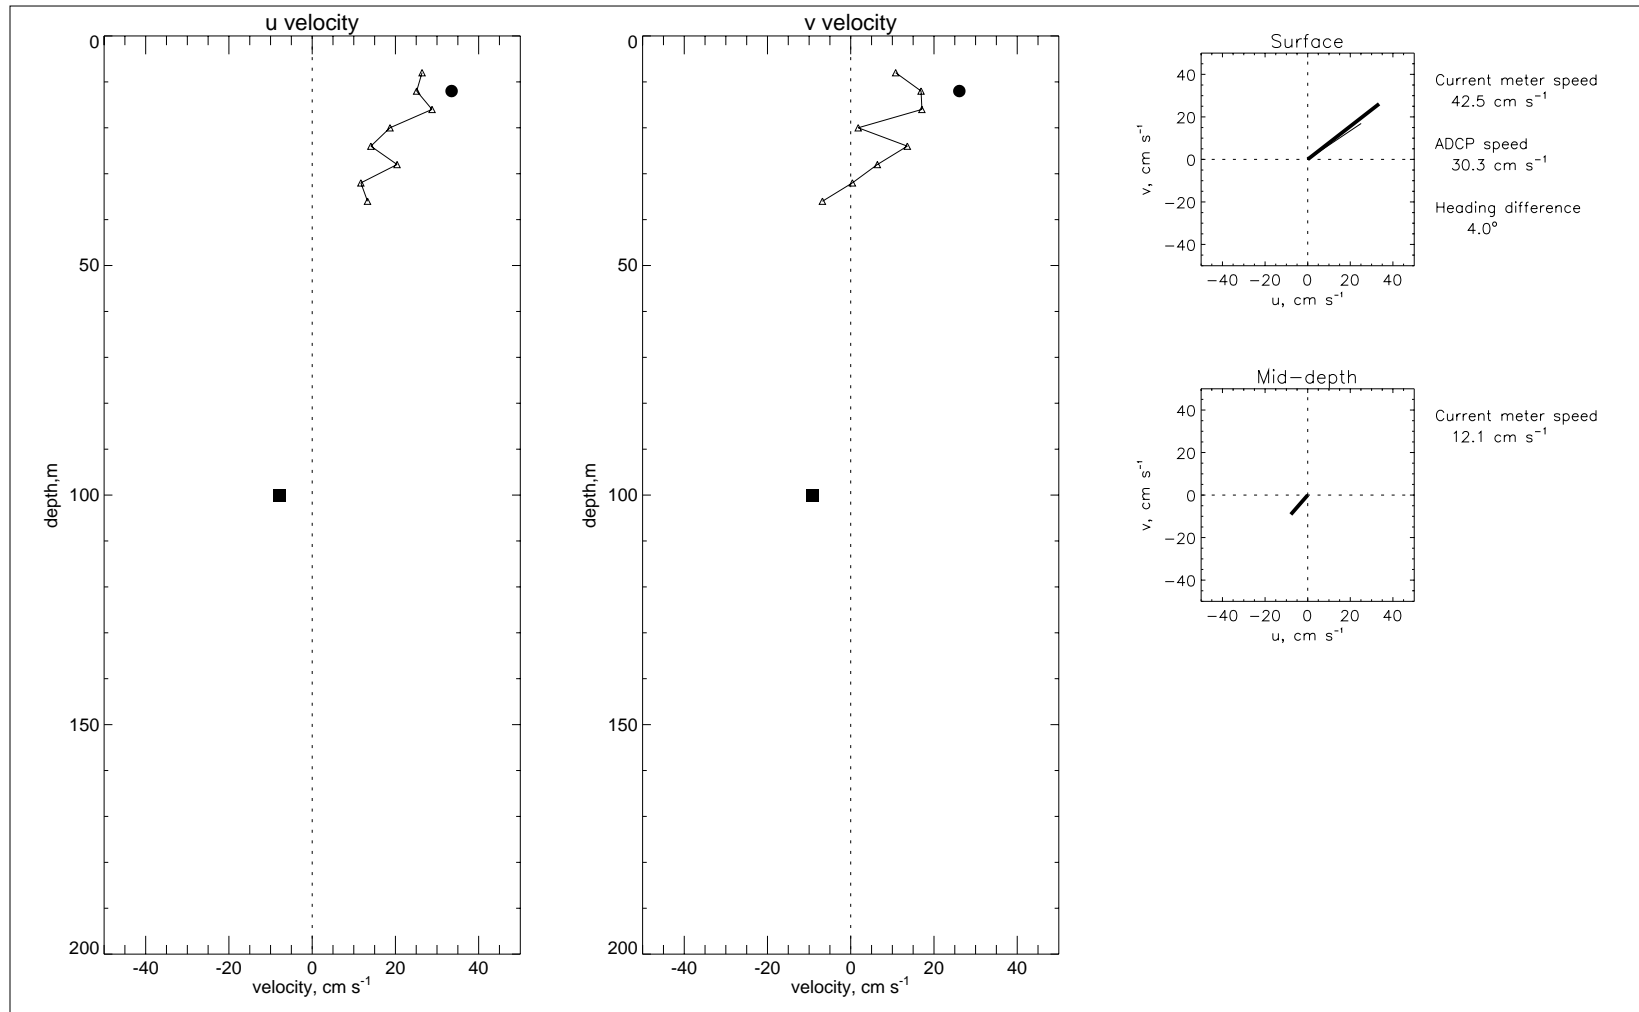 u velocity
0
50
100
150
200
depth,m
-40 -20 0 20 40
velocity, cm s⁻¹
v velocity
0
50
100
150
200
depth,m
-40 -20 0 20 40
velocity, cm s⁻¹
Surface
40
20
0
−20
−40
v, cm s⁻¹
−40 −20 0 20 40
u, cm s⁻¹
Current meter speed
42.5 cm s⁻¹
ADCP speed
30.3 cm s⁻¹
Heading difference
4.0°
Mid−depth
40
20
0
−20
−40
v, cm s⁻¹
−40 −20 0 20 40
u, cm s⁻¹
Current meter speed
12.1 cm s⁻¹